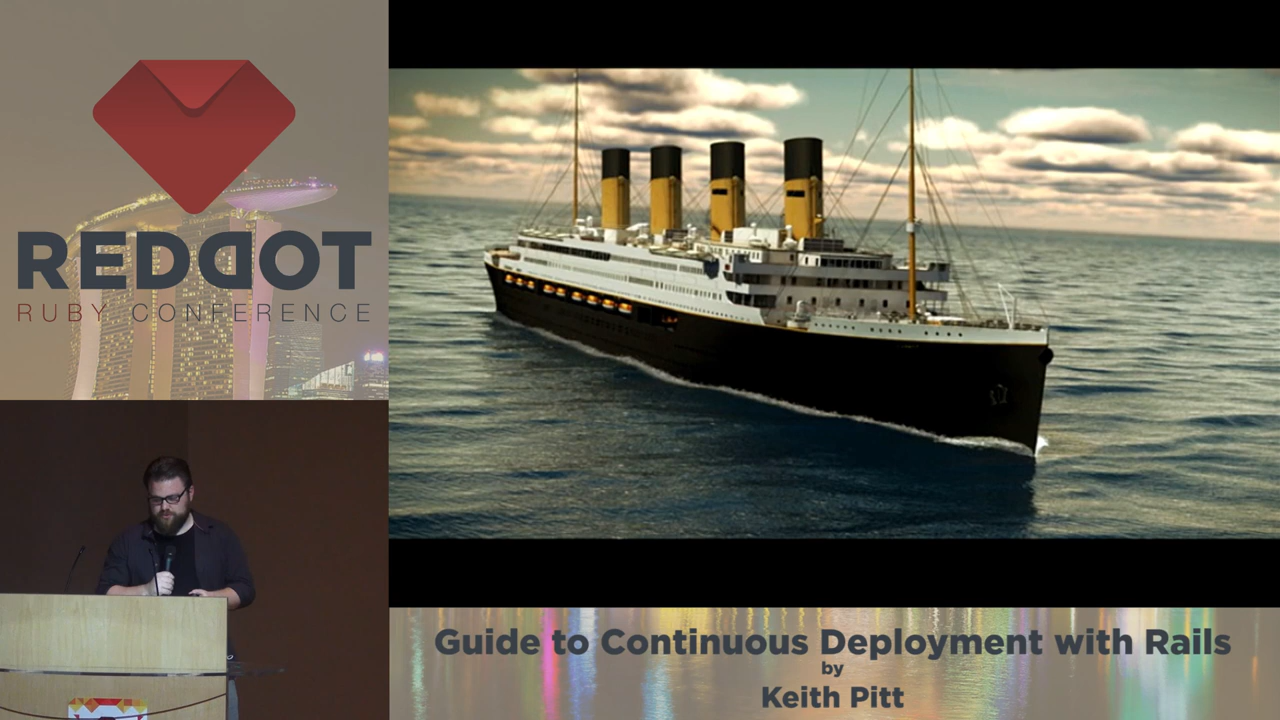 REDDOT
RUBY CONFERENCE
Guide to Continuous Deployment with Rails
by
Keith Pitt